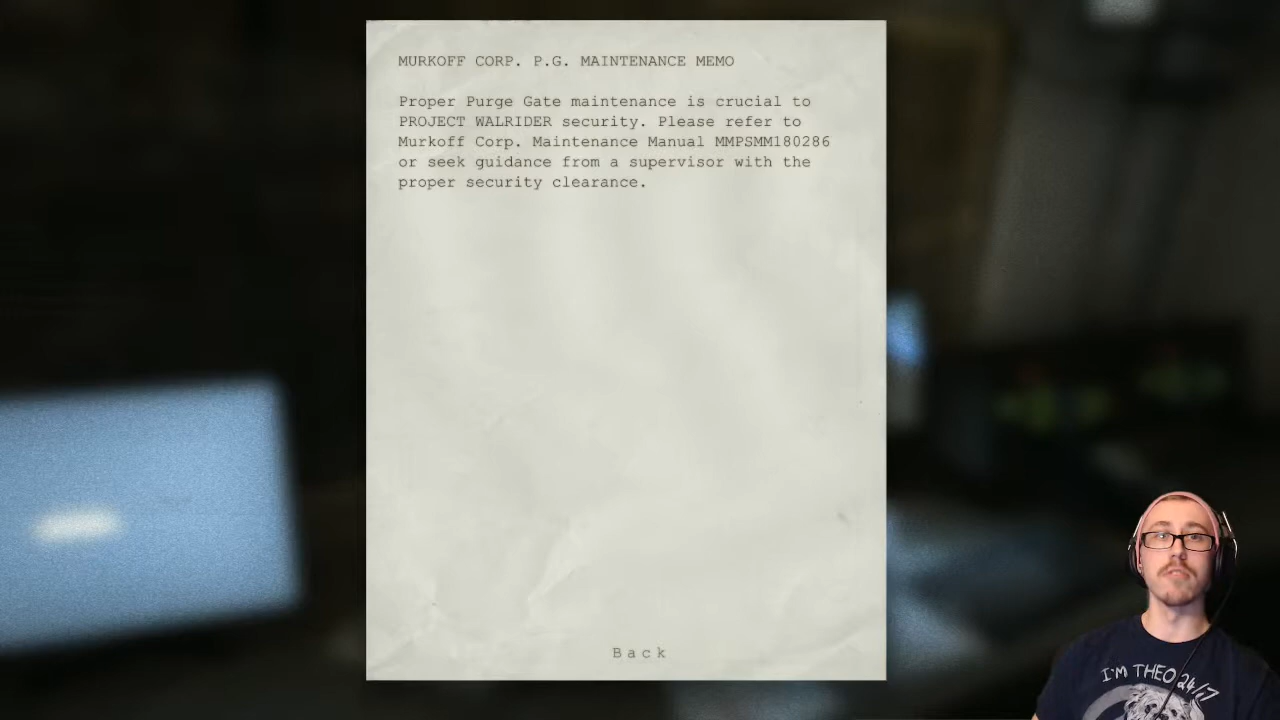 MURKOFF CORP. P.G. MAINTENANCE MEMO
Proper Purge Gate maintenance is crucial to
PROJECT WALRIDER security. Please refer to
Murkoff Corp. Maintenance Manual MMPSMM180286
or seek guidance from a supervisor with the
proper security clearance.
Back
I'M THEO 24/7